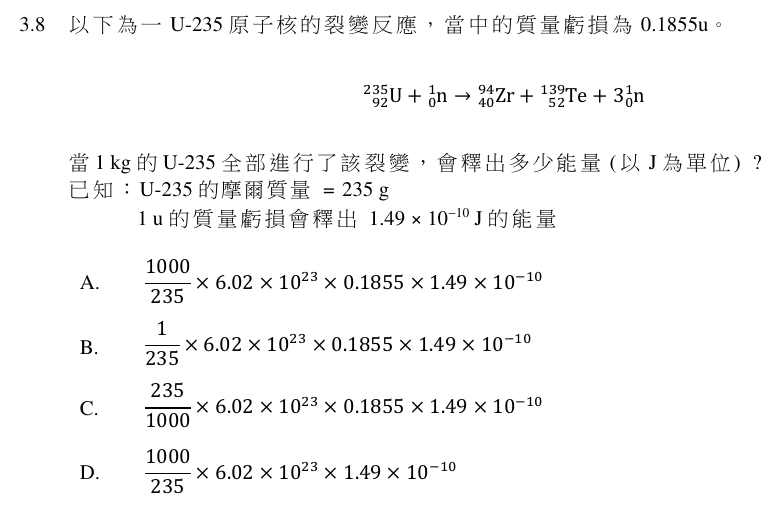 3.8 以下為一 U-235 原子核的裂變反應，當中的質量虧損為 0.1855u。
²³⁵₉₂U + ¹₀n → ⁹⁴₄₀Zr + ¹³⁹₅₂Te + 3¹₀n
當 1 kg 的 U-235 全部進行了該裂變，會釋出多少能量 (以 J 為單位) ?
已知：U-235 的摩爾質量 = 235 g
1 u 的質量虧損會釋出 1.49 × 10⁻¹⁰ J 的能量
A. 1000/235 × 6.02 × 10²³ × 0.1855 × 1.49 × 10⁻¹⁰
B. 1/235 × 6.02 × 10²³ × 0.1855 × 1.49 × 10⁻¹⁰
C. 235/1000 × 6.02 × 10²³ × 0.1855 × 1.49 × 10⁻¹⁰
D. 1000/235 × 6.02 × 10²³ × 1.49 × 10⁻¹⁰